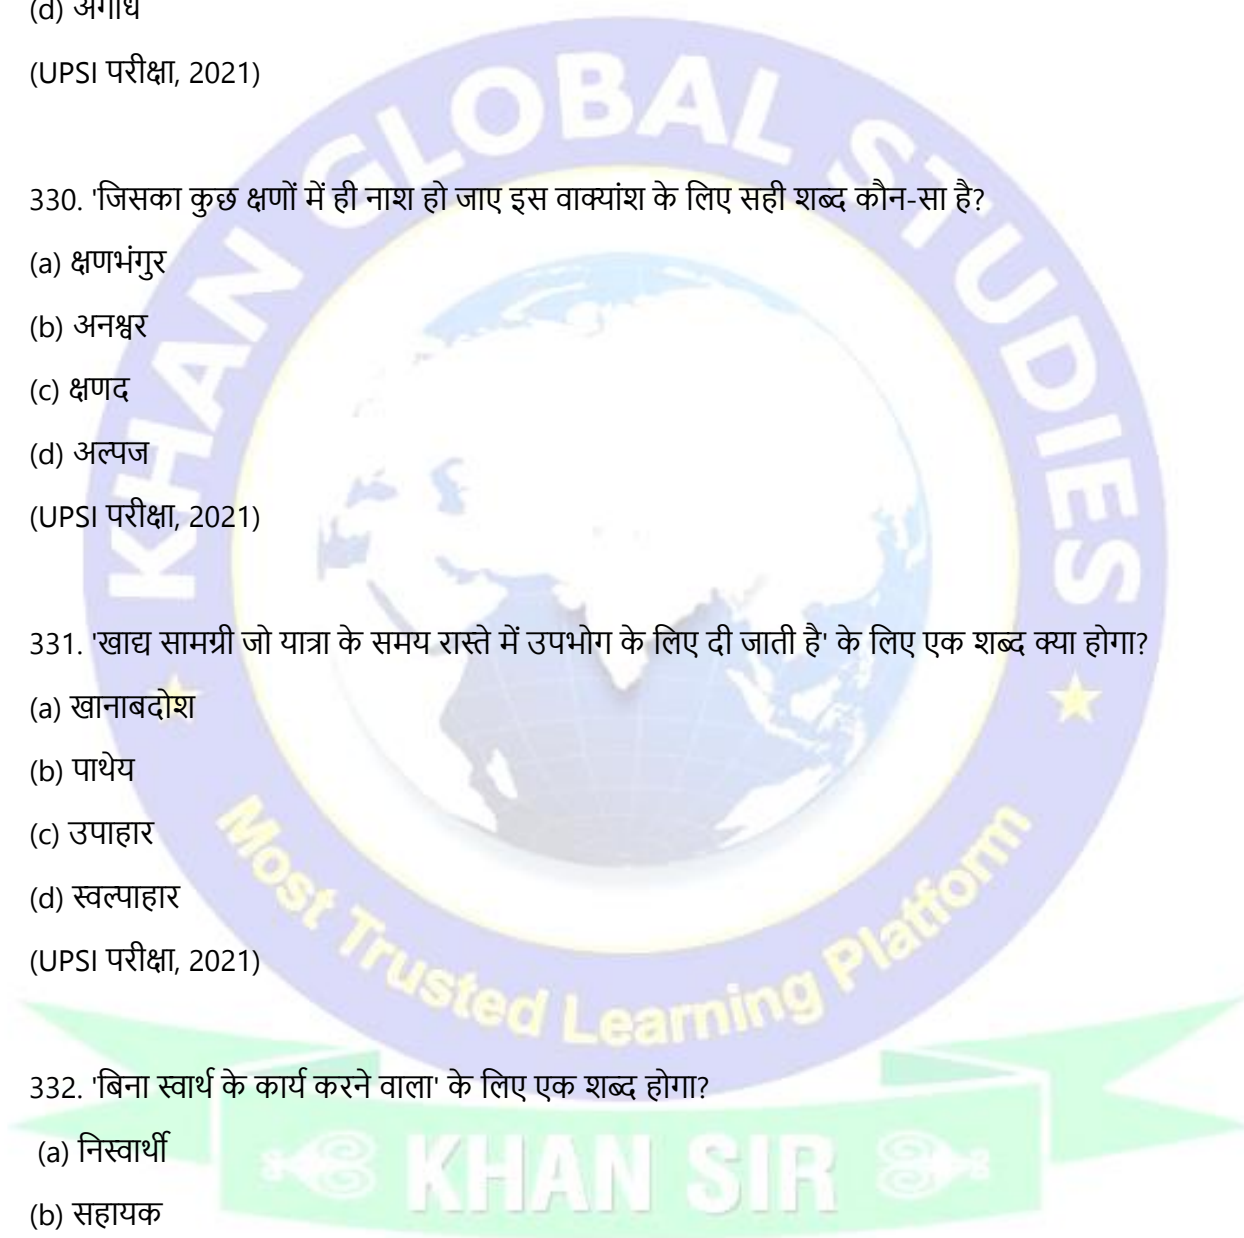 (d) अगाध
(UPSI परीक्षा, 2021)
330. 'जिसका कुछ क्षणों में ही नाश हो जाए इस वाक्यांश के लिए सही शब्द कौन-सा है?
(a) क्षणभंगुर
(b) अनश्वर
(c) क्षणद
(d) अल्पज
(UPSI परीक्षा, 2021)
331. 'खाद्य सामग्री जो यात्रा के समय रास्ते में उपभोग के लिए दी जाती है' के लिए एक शब्द क्या होगा?
(a) खानाबदोश
(b) पाथेय
(c) उपाहार
(d) स्वल्पाहार
(UPSI परीक्षा, 2021)
332. 'बिना स्वार्थ के कार्य करने वाला' के लिए एक शब्द होगा?
(a) निस्वार्थी
(b) सहायक
KHAN GLOBAL STUDIES
Most Trusted Learning Platform
KHAN SIR